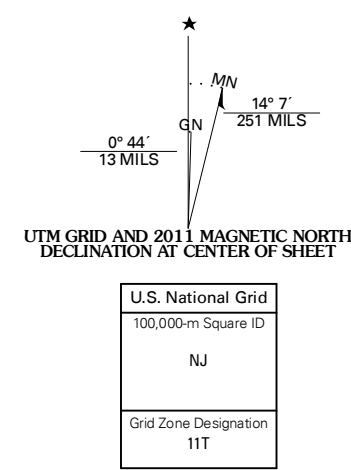 MN
GN
14° 7´
251 MILS
0° 44´
13 MILS
UTM GRID AND 2011 MAGNETIC NORTH
DECLINATION AT CENTER OF SHEET
U.S. National Grid
100,000-m Square ID
NJ
Grid Zone Designation
11T